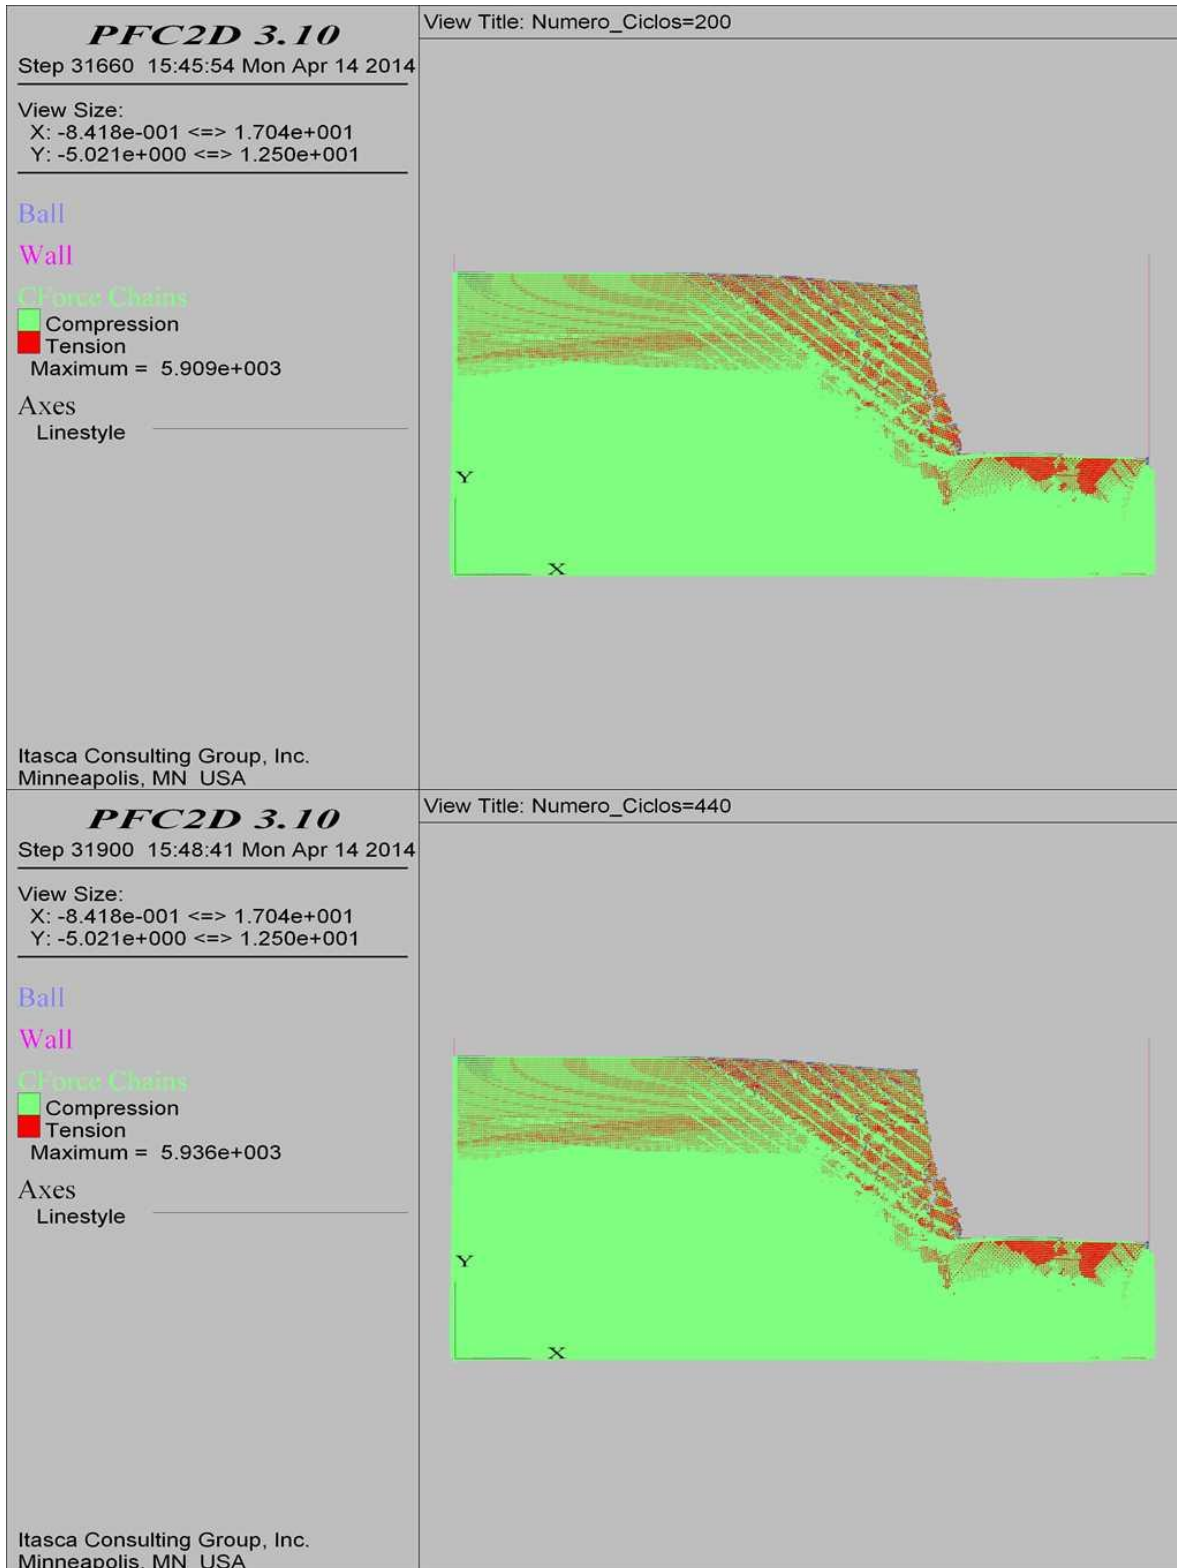 PFC2D 3.10
Step 31660 15:45:54 Mon Apr 14 2014
View Size:
X: -8.418e-001 <=> 1.704e+001
Y: -5.021e+000 <=> 1.250e+001
Ball
Wall
CForce Chains
Compression
Tension
Maximum = 5.909e+003
Axes
Linestyle
Itasca Consulting Group, Inc.
Minneapolis, MN USA
View Title: Numero_Ciclos=200
Y
X
PFC2D 3.10
Step 31900 15:48:41 Mon Apr 14 2014
View Size:
X: -8.418e-001 <=> 1.704e+001
Y: -5.021e+000 <=> 1.250e+001
Ball
Wall
CForce Chains
Compression
Tension
Maximum = 5.936e+003
Axes
Linestyle
Itasca Consulting Group, Inc.
Minneapolis, MN USA
View Title: Numero_Ciclos=440
Y
X